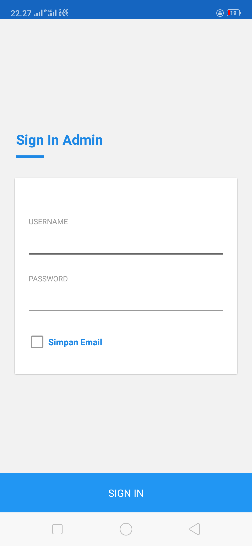 22.27
Sign In Admin
USERNAME
PASSWORD
Simpan Email
SIGN IN